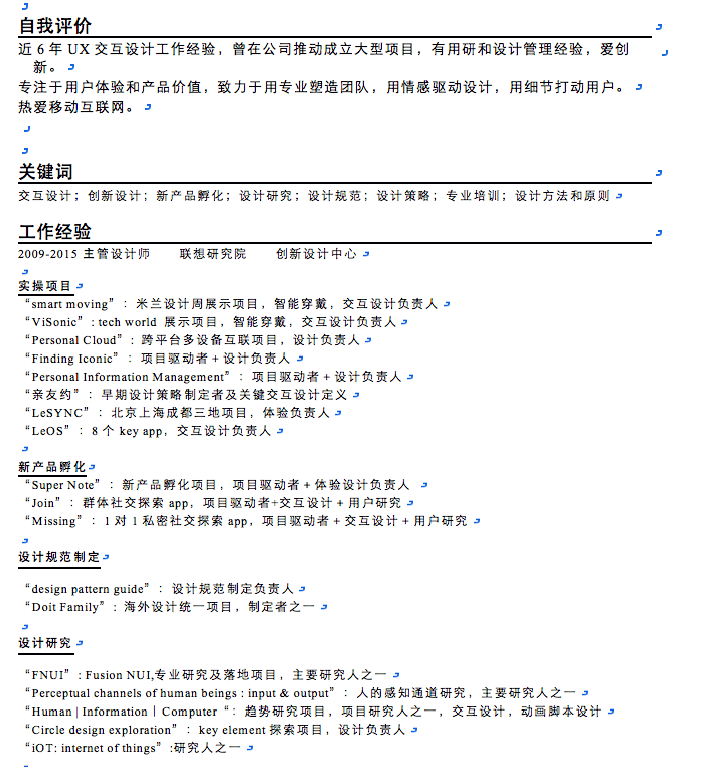 自我评价
近 6 年 UX 交互设计工作经验，曾在公司推动成立大型项目，有用研和设计管理经验，爱创
新。
专注于用户体验和产品价值，致力于用专业塑造团队，用情感驱动设计，用细节打动用户。
热爱移动互联网。
关键词
交互设计；创新设计；新产品孵化；设计研究；设计规范；设计策略；专业培训；设计方法和原则
工作经验
2009-2015 主管设计师 联想研究院 创新设计中心
实操项目
“smart moving”：米兰设计周展示项目，智能穿戴，交互设计负责人
“ViSonic”: tech world 展示项目，智能穿戴，交互设计负责人
“Personal Cloud”: 跨平台多设备互联项目，设计负责人
“Finding Iconic”：项目驱动者 + 设计负责人
“Personal Information Management”：项目驱动者 + 设计负责人
“亲友约”：早期设计策略制定者及关键交互设计定义
“LeSYNC”：北京上海成都三地项目，体验负责人
“LeOS”：8 个 key app，交互设计负责人
新产品孵化
“Super Note”：新产品孵化项目，项目驱动者 + 体验设计负责人
“Join”：群体社交探索 app，项目驱动者+交互设计 + 用户研究
“Missing”：1 对 1 私密社交探索 app，项目驱动者 + 交互设计 + 用户研究
设计规范制定
“design pattern guide”：设计规范制定负责人
“Doit Family”: 海外设计统一项目，制定者之一
设计研究
“FNUI”: Fusion NUI,专业研究及落地项目，主要研究人之一
“Perceptual channels of human beings : input & output”：人的感知通道研究，主要研究人之一
“Human | Information | Computer “：趋势研究项目，项目研究人之一，交互设计，动画脚本设计
“Circle design exploration”：key element 探索项目，设计负责人
“iOT: internet of things” :研究人之一